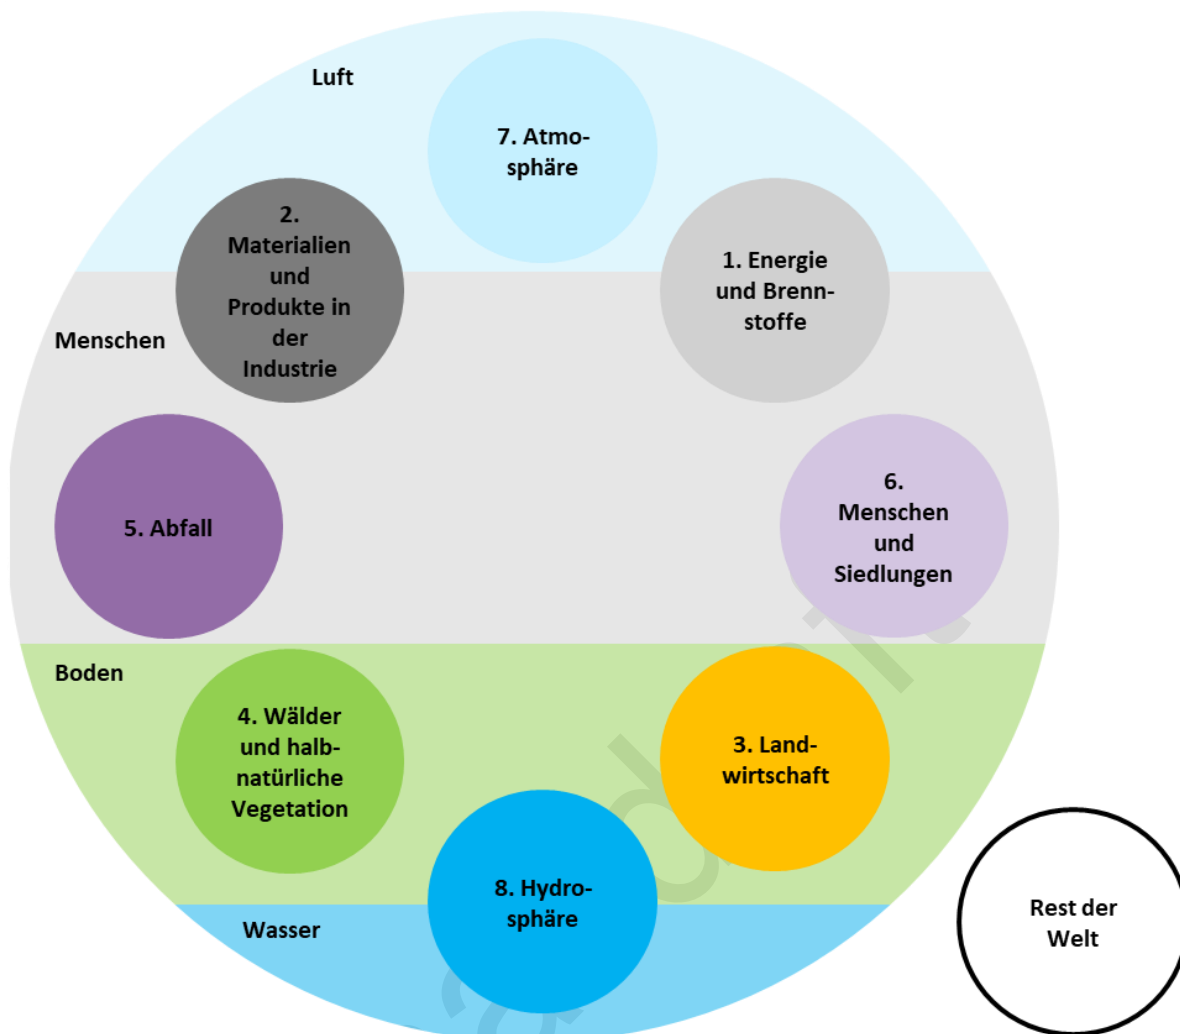 Luft
7. Atmo-
sphäre
2.
Materialien
und
Produkte in
der
Industrie
1. Energie
und Brenn-
stoffe
Menschen
5. Abfall
6.
Menschen
und
Siedlungen
Boden
4. Wälder
und halb-
natürliche
Vegetation
3. Land-
wirtschaft
8. Hydro-
sphäre
Wasser
Rest der
Welt